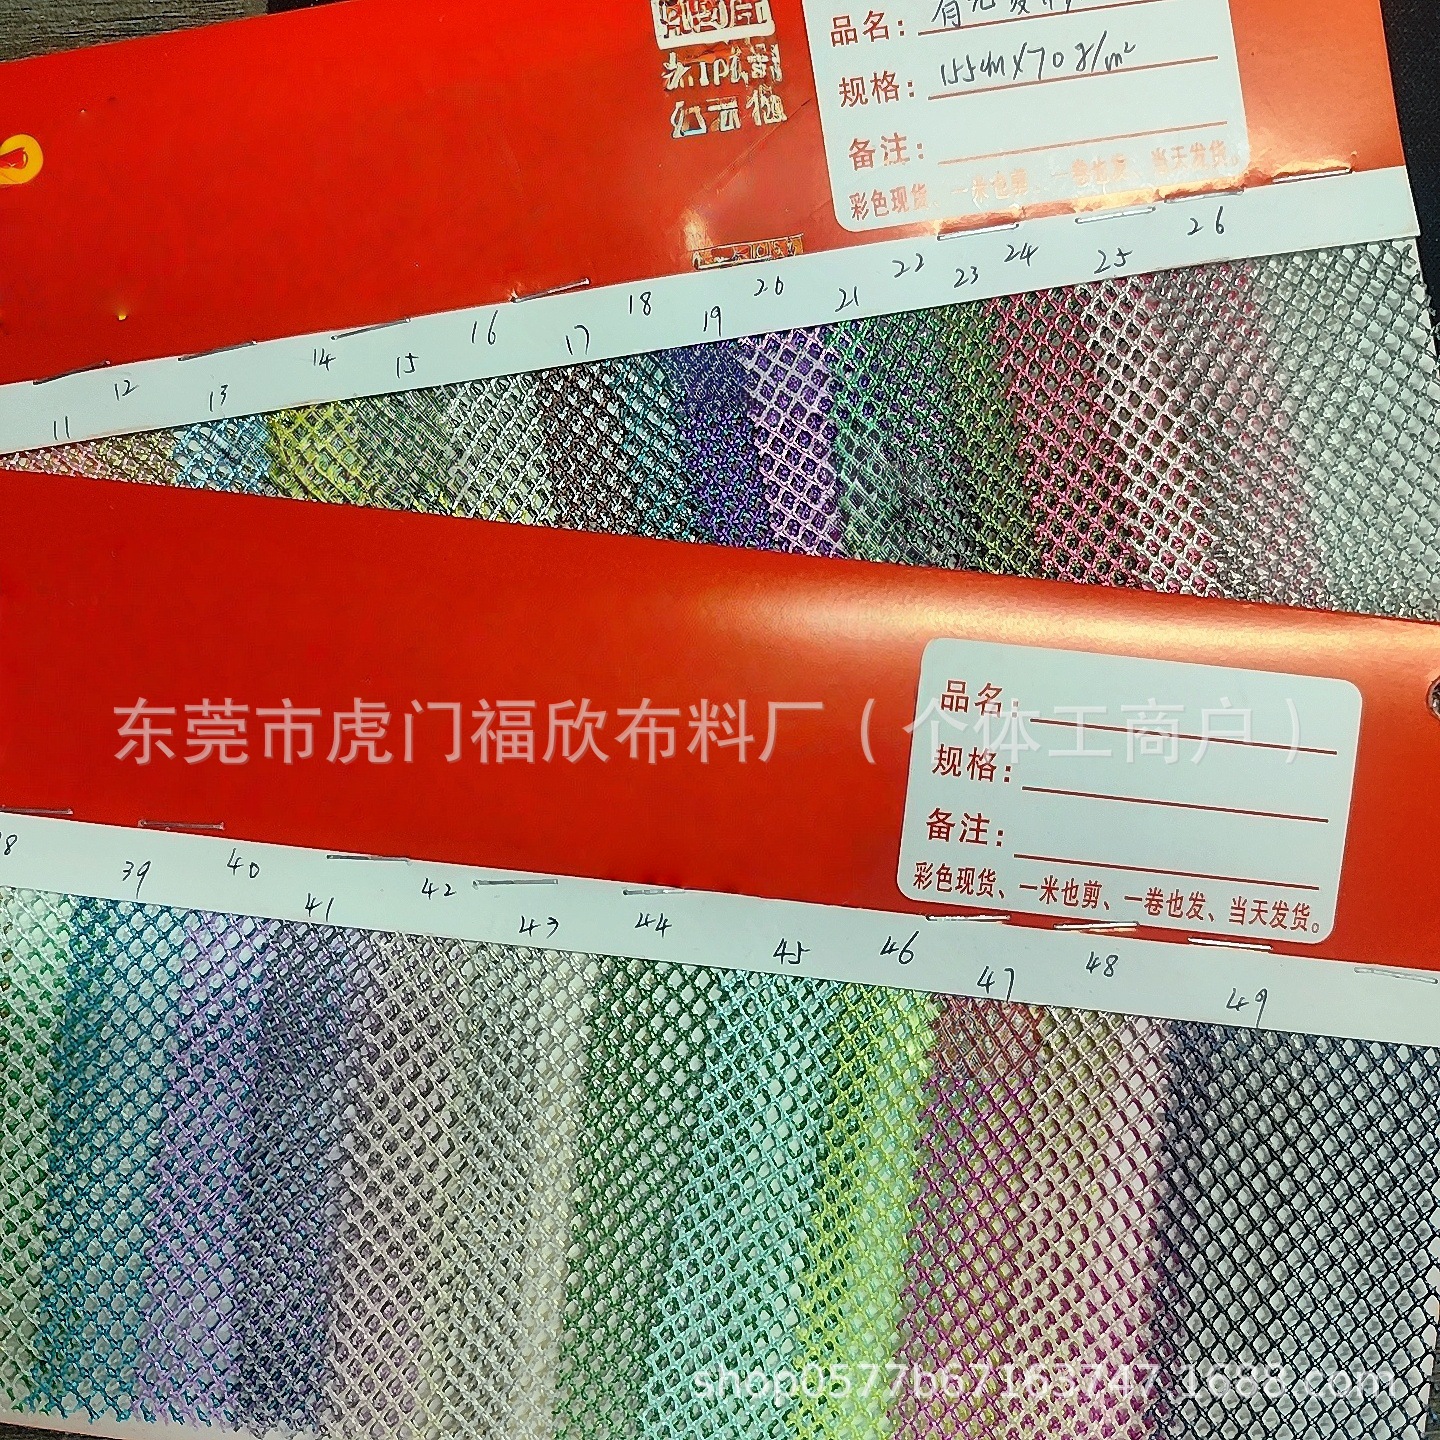 品名：有光
规格：155cm×70g/m²
备注：
彩色现货、一米也剪、一卷也发、当天发货。
11
12
13
14
15
16
17
18
19
20
21
22
23
24
25
26
东莞市虎门福欣布料厂（个体工商户）
品名：
规格：
备注：
彩色现货、一米也剪、一卷也发、当天发货。
39
40
41
42
43
44
45
46
47
48
49
shop0577b67163747.1688.com